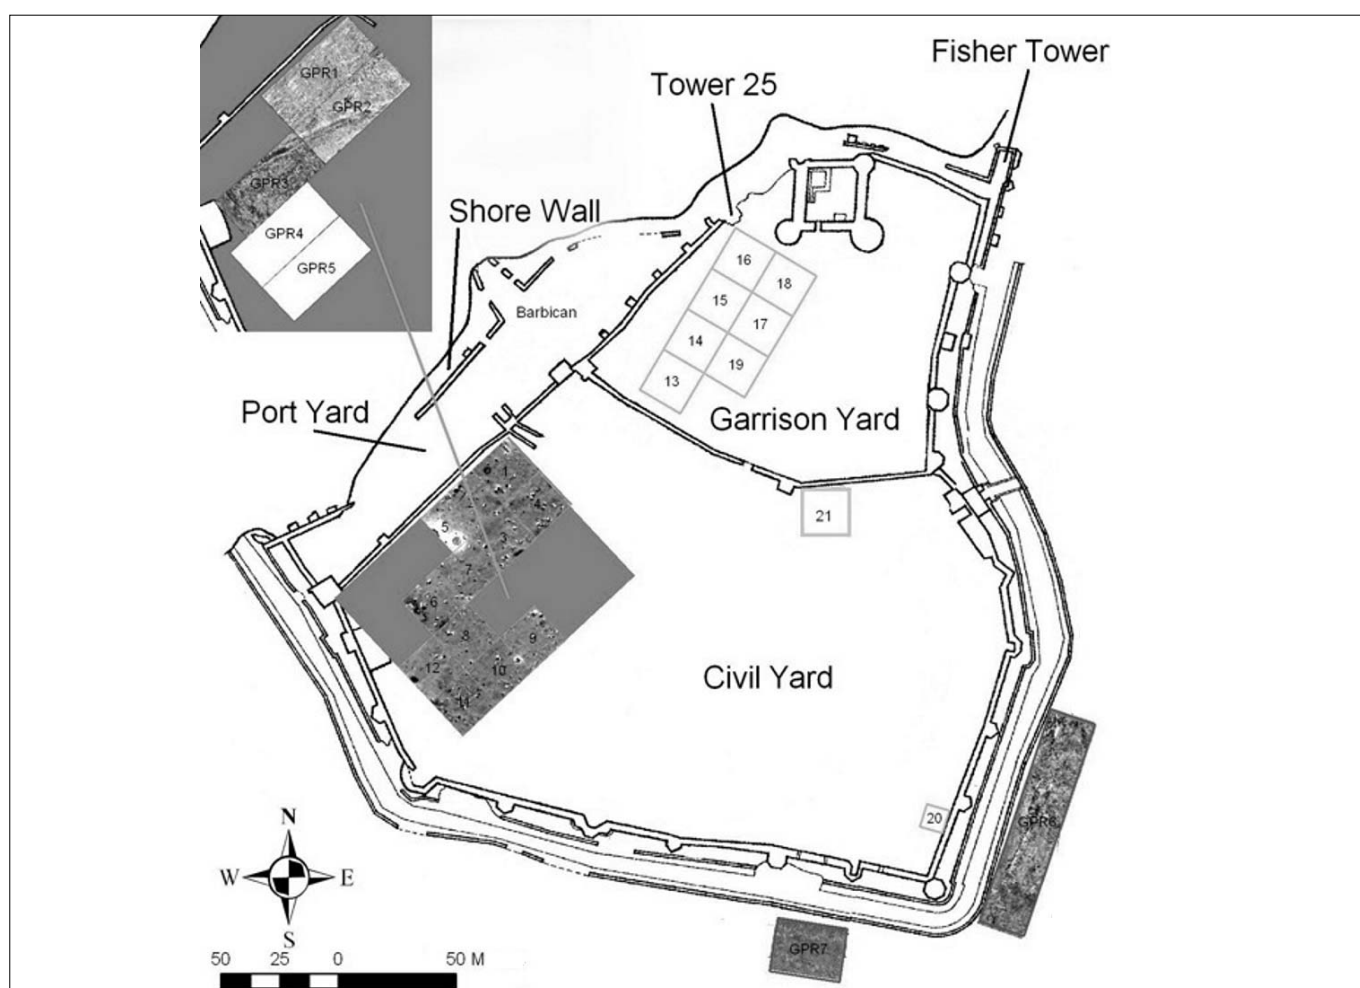 Fisher Tower
GPR1
Tower 25
GPR2
GPR3
Shore Wall
GPR4
16
18
GPR5
15
17
Barbican
14
19
13
Port Yard
Garrison Yard
1
4
21
5
3
7
6
8
9
12
10
Civil Yard
11
20
GPR6
N
W E
S
GPR7
50 25 0 50 M